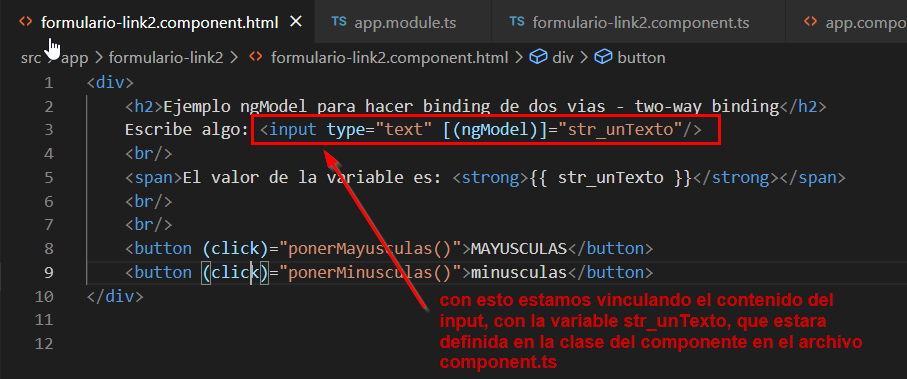 formulario-link2.component.html
app.module.ts
formulario-link2.component.ts
app.compo
src > app > formulario-link2 > formulario-link2.component.html > div > button
1 <div>
2 <h2>Ejemplo ngModel para hacer binding de dos vias - two-way binding</h2>
3 Escribe algo: <input type="text" [(ngModel)]="str_unTexto"/>
4 <br/>
5 <span>El valor de la variable es: <strong>{{ str_unTexto }}</strong></span>
6 <br/>
7 <br/>
8 <button (click)="ponerMayusculas()">MAYUSCULAS</button>
9 <button (click)="ponerMinusculas()">minusculas</button>
10 </div>
11
12
con esto estamos vinculando el contenido del
input, con la variable str_unTexto, que estara
definida en la clase del componente en el archivo
component.ts